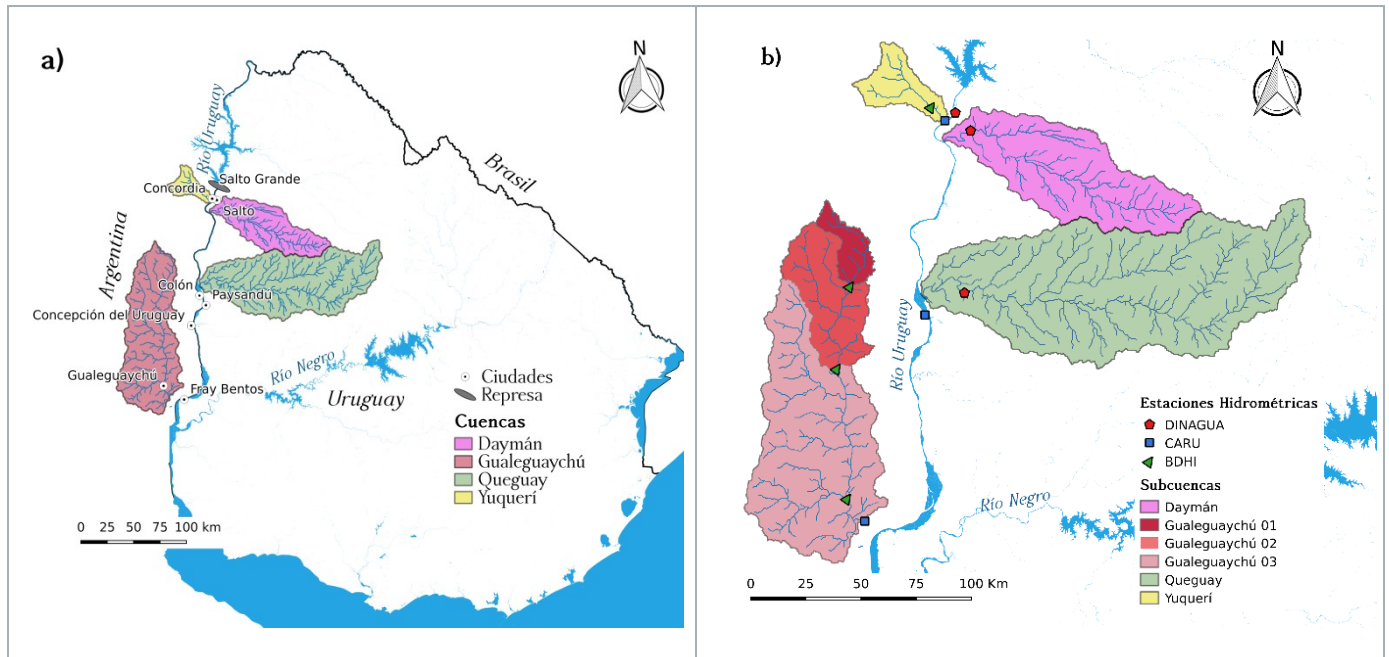 a)
N
Río Uruguay
Brasil
Salto Grande
Concordia
Salto
Argentina
Colón
Paysandú
Concepción del Uruguay
Río Negro
Gualeguaychú
Fray Bentos
Uruguay
Ciudades
Represa
Cuencas
Daymán
Gualeguaychú
Queguay
Yuquerí
0 25 50 75 100 km
b)
N
Río Uruguay
Río Negro
Estaciones Hidrométricas
DINAGUA
CARU
BDHI
Subcuencas
Daymán
Gualeguaychú 01
Gualeguaychú 02
Gualeguaychú 03
Queguay
Yuquerí
0 25 50 75 100 Km